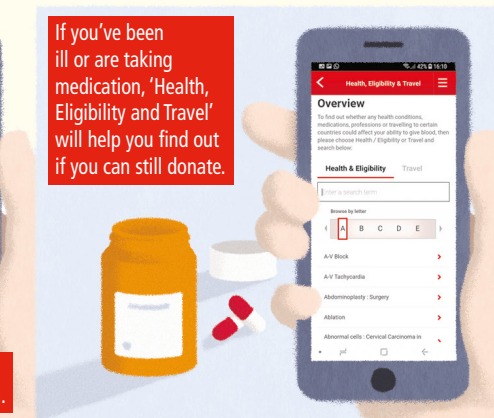 If you've been
ill or are taking
medication, 'Health,
Eligibility and Travel'
will help you find out
if you can still donate.
42% 16:10
Health, Eligibility & Travel
Overview
To find out whether any health conditions,
medications, professions or travelling to certain
countries could affect your ability to give blood, then
please choose Health / Eligibility or Travel and
search below:
Health & Eligibility Travel
Enter a search term
Browse by letter
A B C D E
A-V Block
A-V Tachycardia
Abdominoplasty : Surgery
Ablation
Abnormal cells : Cervical Carcinoma in